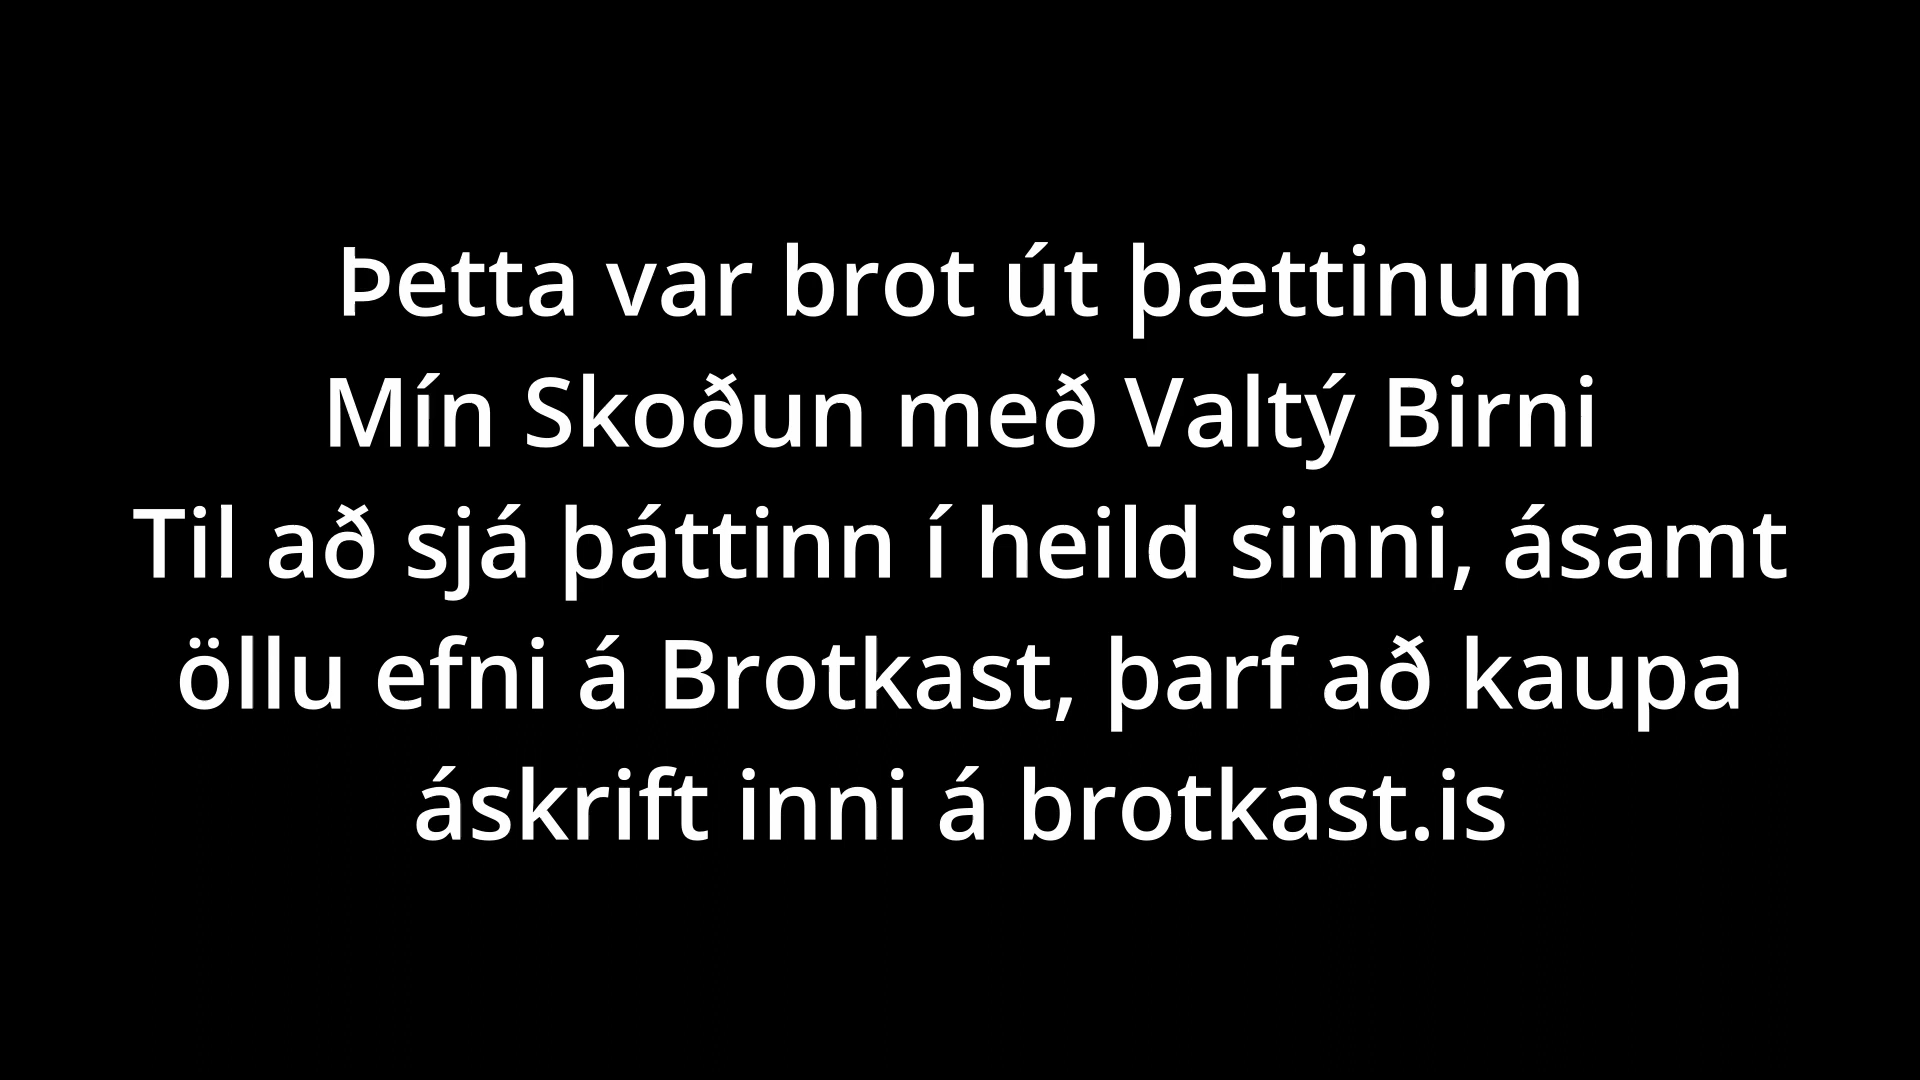 Þetta var brot út þættinum
Mín Skoðun með Valtý Birni
Til að sjá þáttinn í heild sinni, ásamt
öllu efni á Brotkast, þarf að kaupa
áskrift inni á brotkast.is